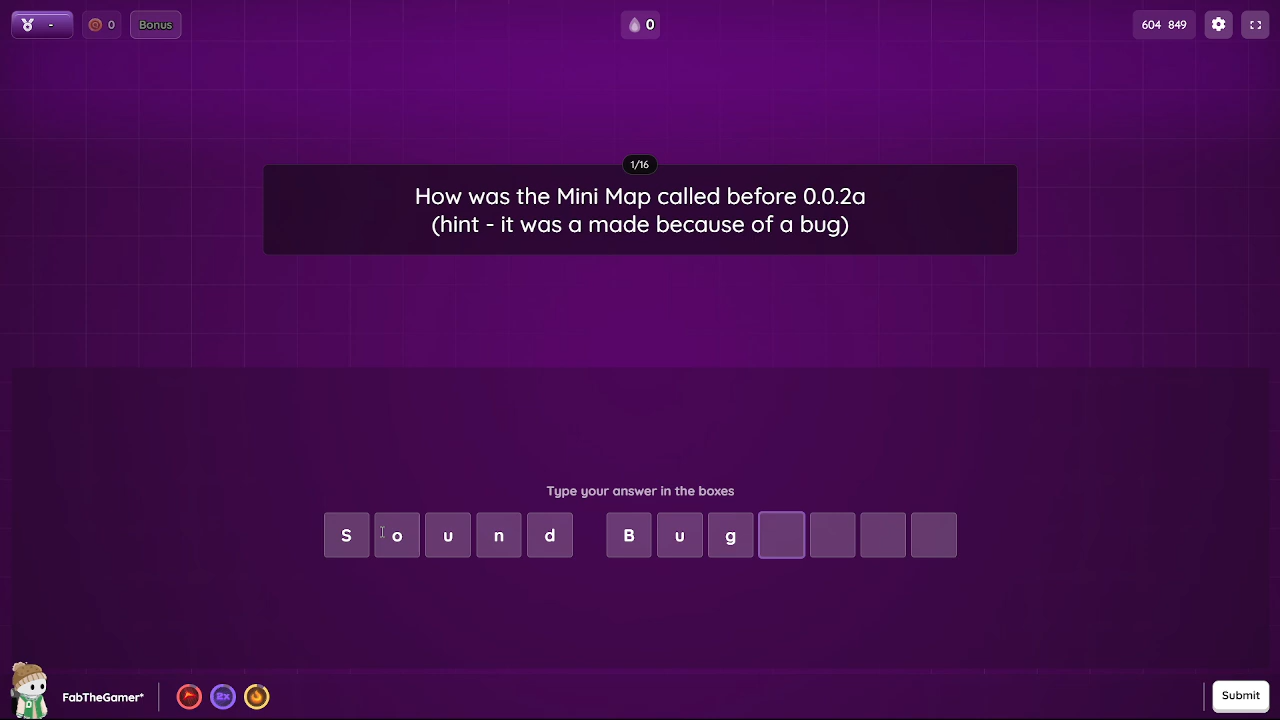 - 0 Bonus 0 604 849
1/16
How was the Mini Map called before 0.0.2a
(hint - it was a made because of a bug)
Type your answer in the boxes
S o u n d B u g
FabTheGamer* 2x Submit